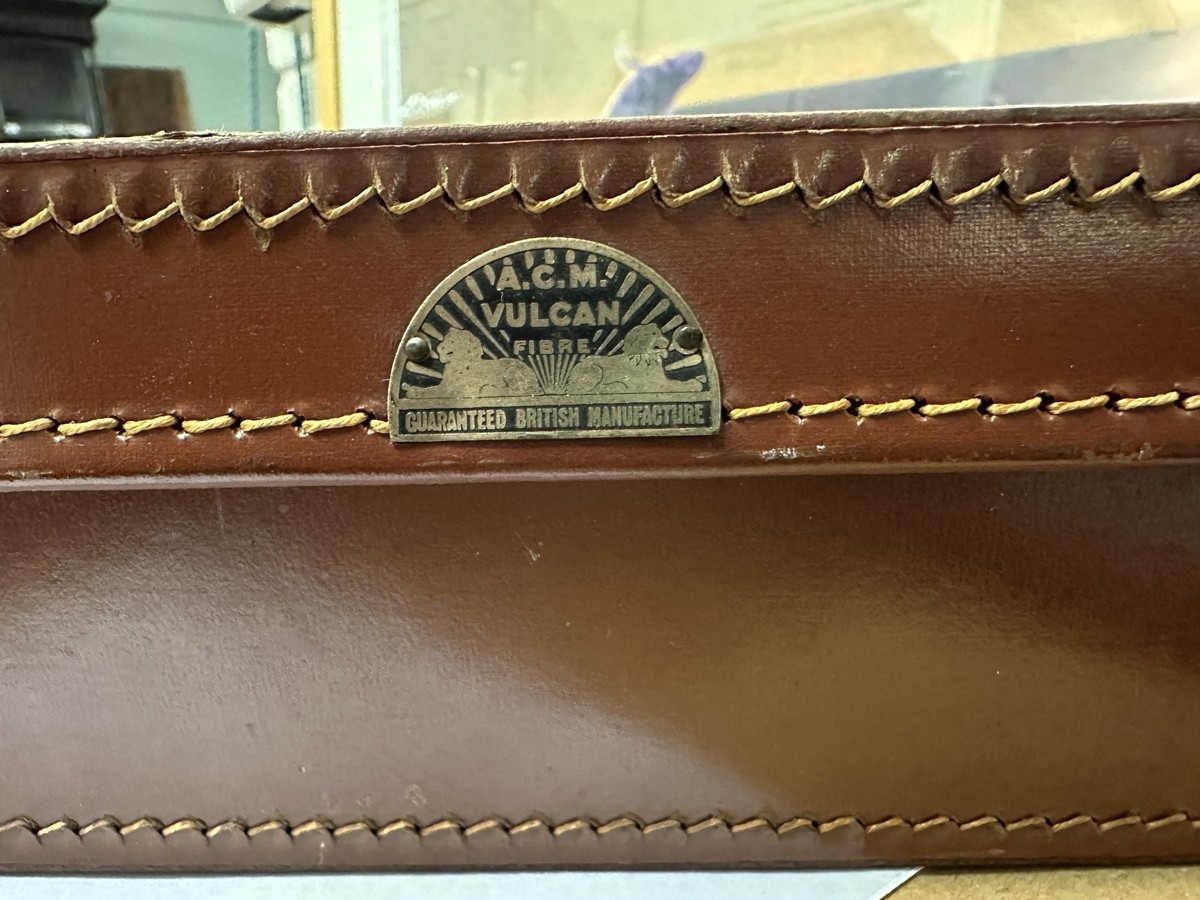 A.C.M.
VULCAN
FIBRE
GUARANTEED BRITISH MANUFACTURE